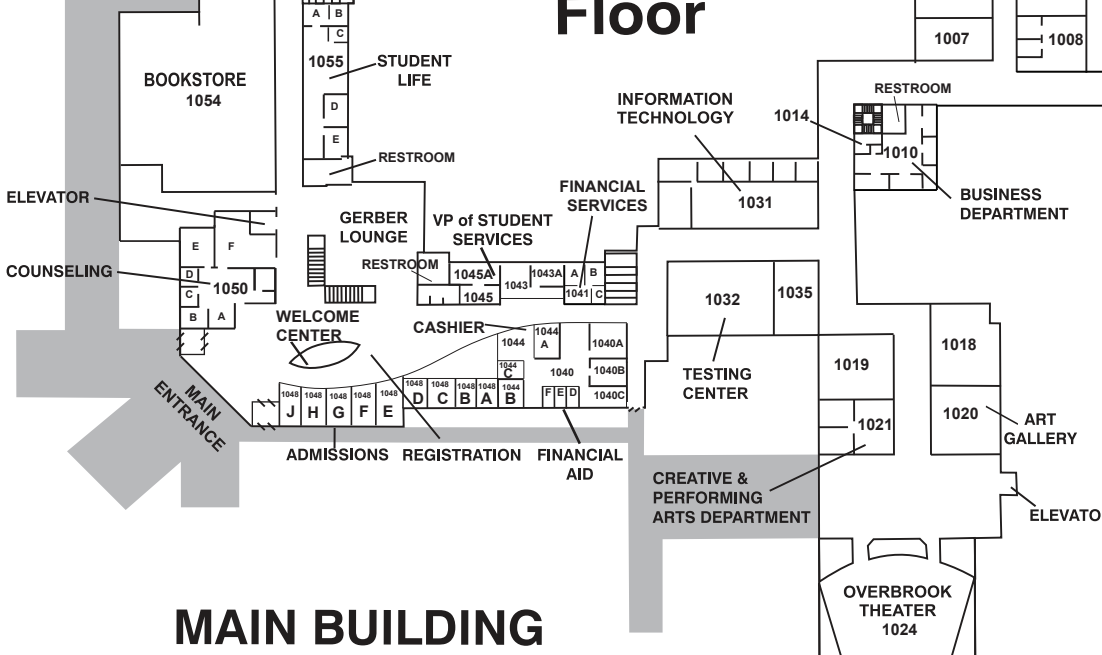 Floor
A
B
C
1055
STUDENT
LIFE
D
E
RESTROOM
BOOKSTORE
1054
1007
1008
INFORMATION
TECHNOLOGY
1014
RESTROOM
1010
BUSINESS
DEPARTMENT
1031
ELEVATOR
COUNSELING
E
F
D
C
1050
B
A
GERBER
LOUNGE
VP of STUDENT
SERVICES
FINANCIAL
SERVICES
RESTROOM
1045A
1045
1043
1043A
A
B
1041
C
WELCOME
CENTER
CASHIER
1044
1044
A
1044
C
1040
1040A
1040B
1040C
F
E
D
1048
J
1048
H
1048
G
1048
F
1048
E
1048
D
1048
C
1048
B
1048
A
1044
B
MAIN
ENTRANCE
ADMISSIONS
REGISTRATION
FINANCIAL
AID
1032
1035
TESTING
CENTER
1019
1021
1018
1020
ART
GALLERY
CREATIVE &
PERFORMING
ARTS DEPARTMENT
ELEVATO
OVERBROOK
THEATER
1024
MAIN BUILDING